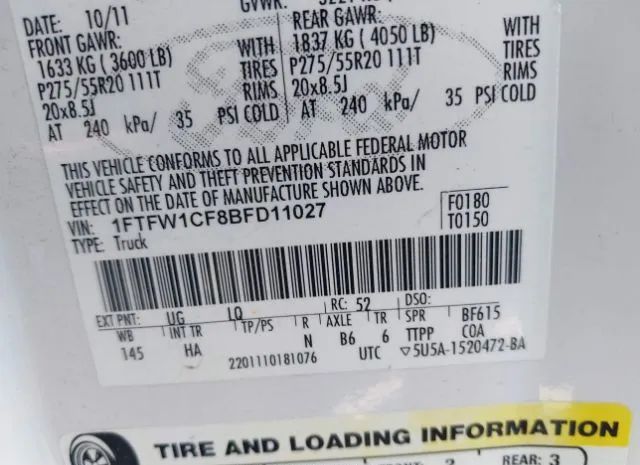 DATE: 10/11
GVWR:
FRONT GAWR:
1633 KG ( 3600 LB)
P275/55R20 111T
20x8.5J
AT 240 kPa/ 35 PSI COLD
WITH
TIRES
RIMS
REAR GAWR:
1837 KG ( 4050 LB)
P275/55R20 111T
20x8.5J
AT 240 kPa/ 35 PSI COLD
WITH
TIRES
RIMS
THIS VEHICLE CONFORMS TO ALL APPLICABLE FEDERAL MOTOR
VEHICLE SAFETY AND THEFT PREVENTION STANDARDS IN
EFFECT ON THE DATE OF MANUFACTURE SHOWN ABOVE.
VIN: 1FTFW1CF8BFD11027
TYPE: Truck
F0180
T0150
EXT PNT: UG LQ RC: 52 DSO:
WB INT TR TP/PS R AXLE TR SPR BF615
145 HA N B6 6 TTPP COA
2201110181076 UTC ▽5U5A-1520472-BA
TIRE AND LOADING INFORMATION
REAR: 3